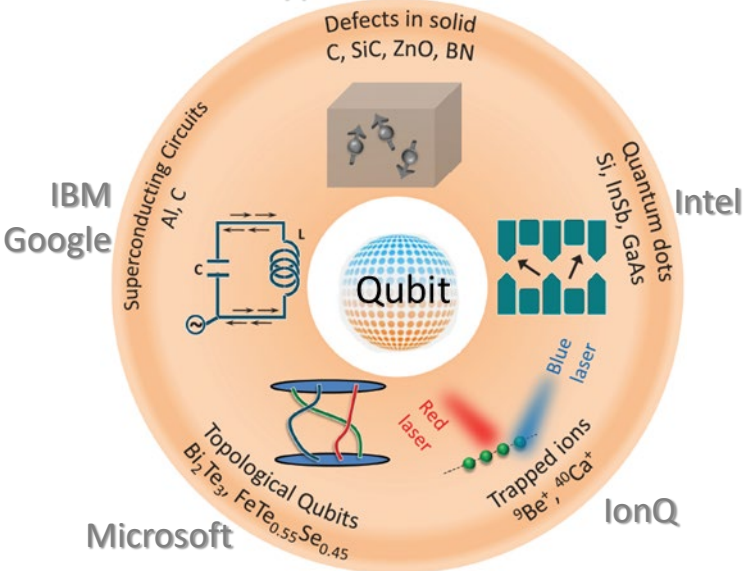 Defects in solid
C, SiC, ZnO, BN
Superconducting Circuits
Al, C
IBM
Google
L
C
~
Quantum dots
Si, InSb, GaAs
Intel
Qubit
Red
laser
Blue
laser
Topological Qubits
Bi₂Te₃, FeTe₀.₅₅Se₀.₄₅
Microsoft
Trapped ions
⁹Be⁺, ⁴⁰Ca⁺
IonQ